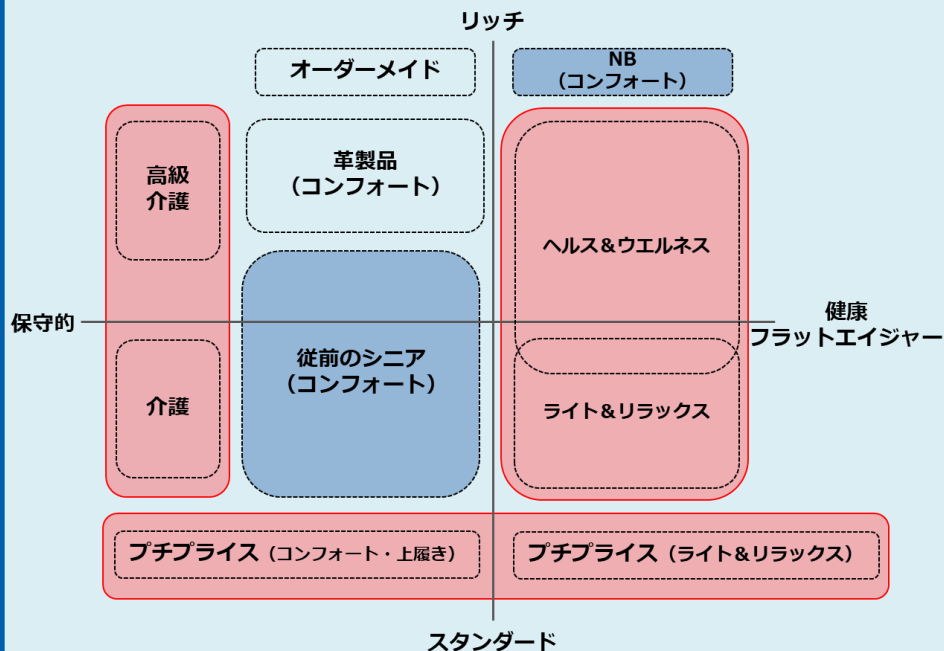 リッチ
オーダーメイド
NB
(コンフォート)
高級
介護
革製品
(コンフォート)
ヘルス&ウエルネス
保守的
健康
フラットエイジャー
従前のシニア
(コンフォート)
介護
ライト&リラックス
プチプライス(コンフォート・上履き)
プチプライス(ライト&リラックス)
スタンダード